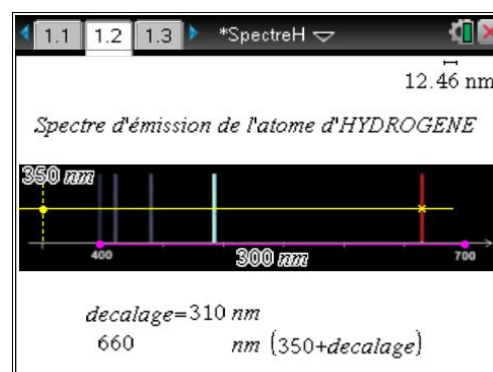 1.1 1.2 1.3 *SpectreH
12.46 nm
Spectre d'émission de l'atome d'HYDROGENE
350 nm
400 300 nm 700
decalage=310 nm
660 nm (350+decalage)